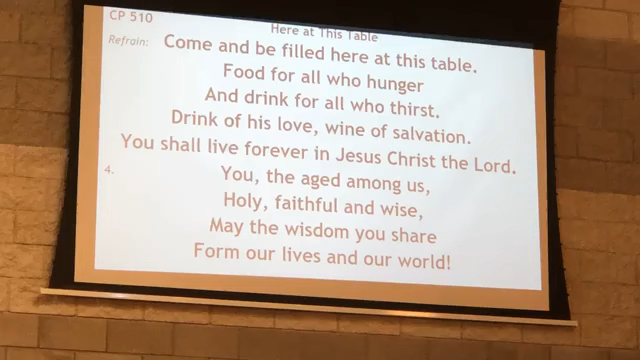 CP 510
Here at This Table
Refrain: Come and be filled here at this table.
Food for all who hunger
And drink for all who thirst.
Drink of his love, wine of salvation.
You shall live forever in Jesus Christ the Lord.
4. You, the aged among us,
Holy, faithful and wise,
May the wisdom you share
Form our lives and our world!